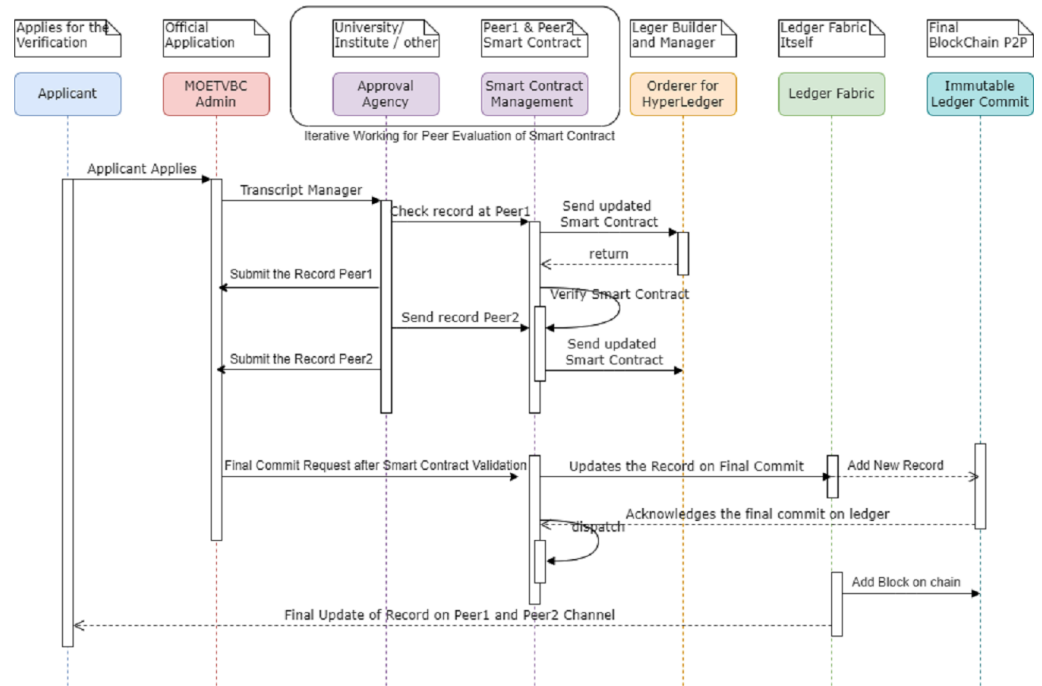 Applies for the
Verification
Official
Application
University/
Institute / other
Peer1 & Peer2
Smart Contract
Leger Builder
and Manager
Ledger Fabric
Itself
Final
BlockChain P2P
Applicant
MOETVBC
Admin
Approval
Agency
Smart Contract
Management
Orderer for
HyperLedger
Ledger Fabric
Immutable
Ledger Commit
Iterative Working for Peer Evaluation of Smart Contract
Applicant Applies
Transcript Manager
Check record at Peer1
Send updated
Smart Contract
return
Submit the Record Peer1
Verify Smart Contract
Send record Peer2
Send updated
Smart Contract
Submit the Record Peer2
Final Commit Request after Smart Contract Validation
Updates the Record on Final Commit
Add New Record
Acknowledges the final commit on ledger
dispatch
Add Block on chain
Final Update of Record on Peer1 and Peer2 Channel